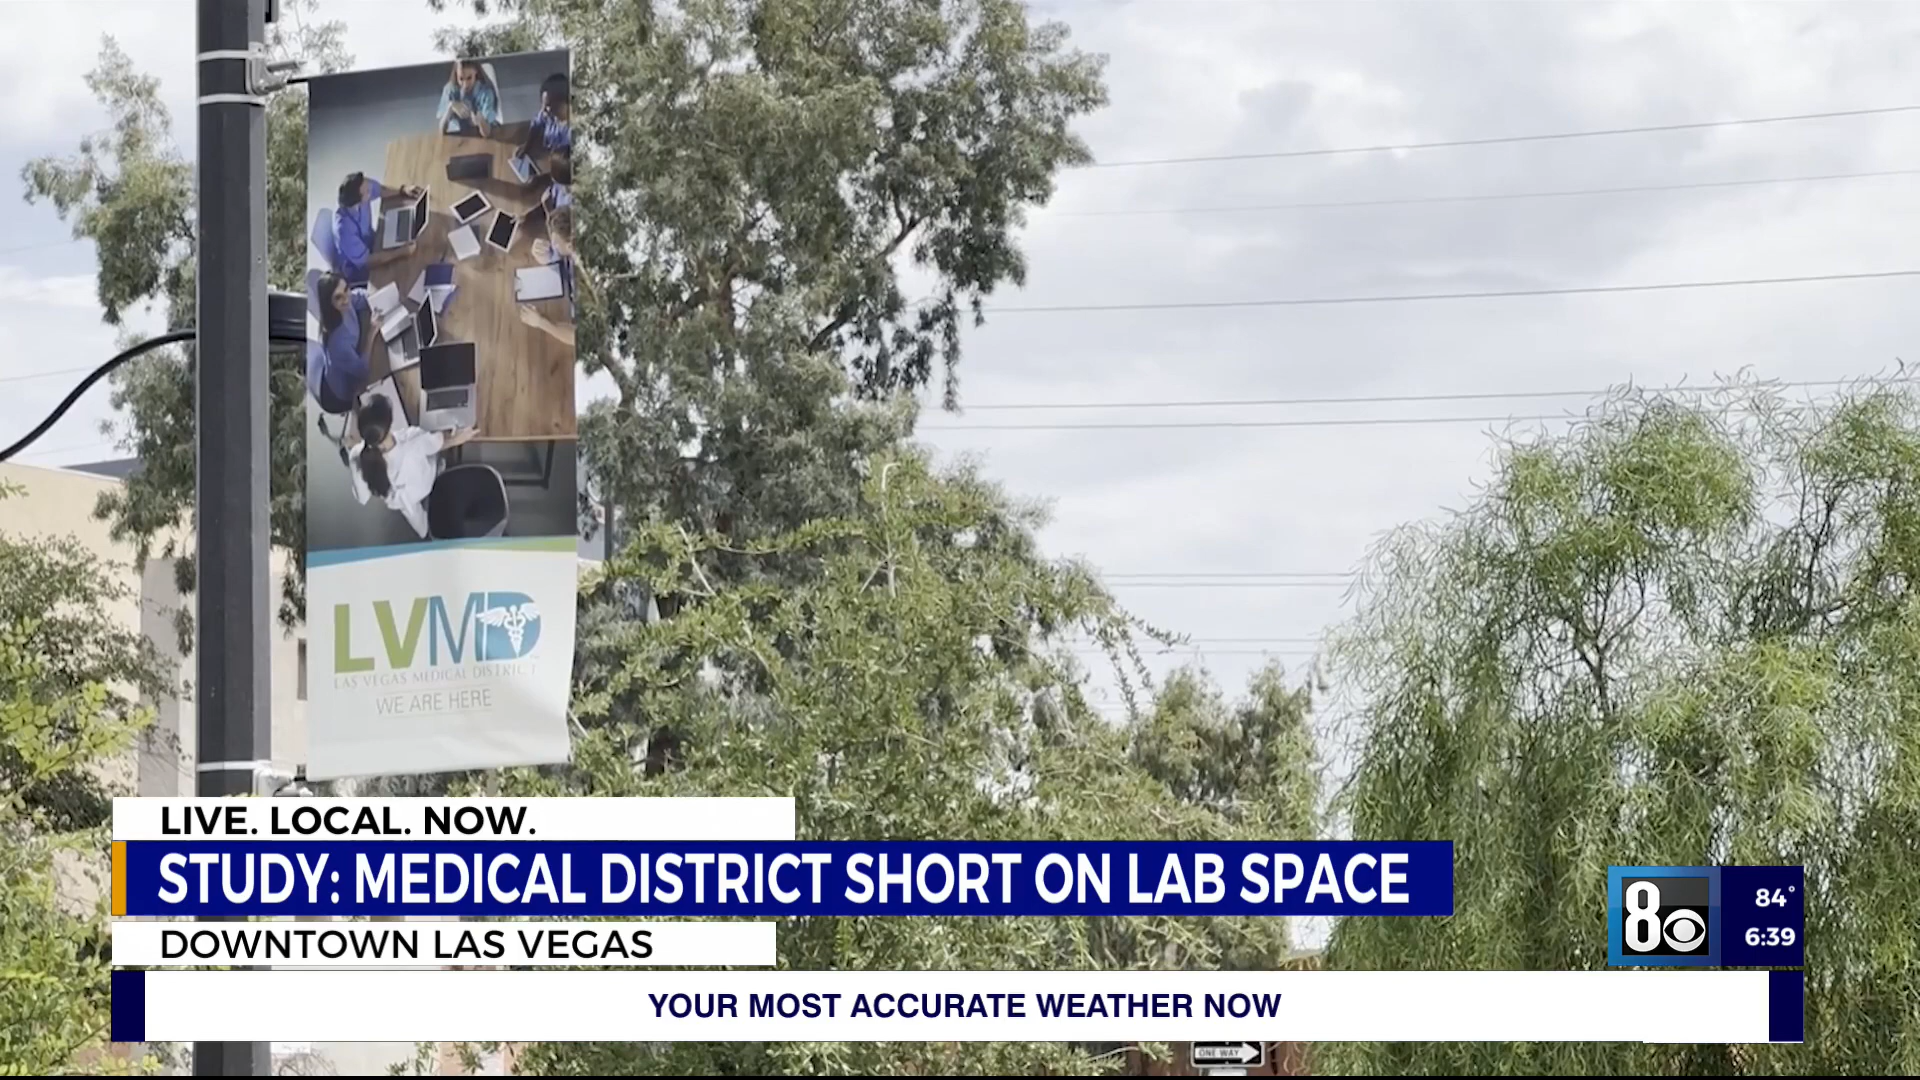 LVMD
LAS VEGAS MEDICAL DISTRICT
WE ARE HERE
LIVE. LOCAL. NOW.
STUDY: MEDICAL DISTRICT SHORT ON LAB SPACE
DOWNTOWN LAS VEGAS
8
84°
6:39
YOUR MOST ACCURATE WEATHER NOW
ONE WAY